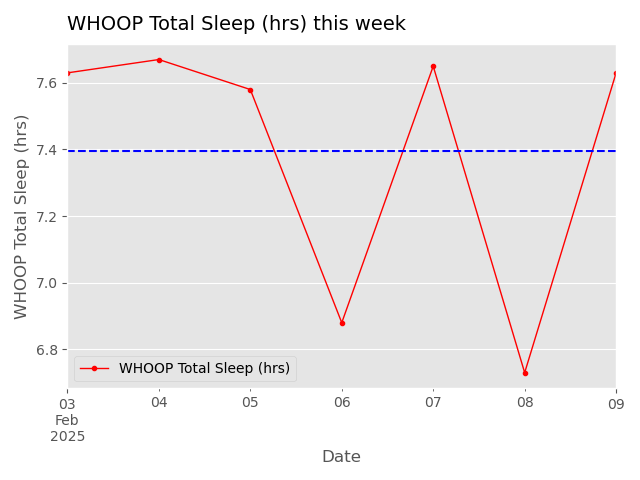 WHOOP Total Sleep (hrs) this week
WHOOP Total Sleep (hrs)
7.6
7.4
7.2
7.0
6.8
WHOOP Total Sleep (hrs)
03 04 05 06 07 08 09
Feb
2025
Date